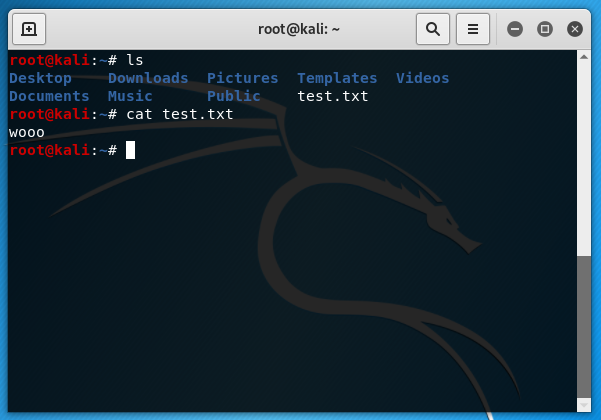 root@kali: ~
root@kali:~# ls
Desktop Downloads Pictures Templates Videos
Documents Music Public test.txt
root@kali:~# cat test.txt
wooo
root@kali:~#